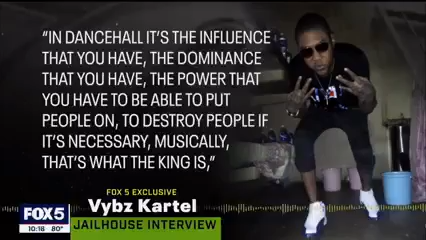 “IN DANCEHALL IT’S THE INFLUENCE
THAT YOU HAVE, THE DOMINANCE
THAT YOU HAVE, THE POWER THAT
YOU HAVE TO BE ABLE TO PUT
PEOPLE ON, TO DESTROY PEOPLE IF
IT’S NECESSARY, MUSICALLY,
THAT’S WHAT THE KING IS,”
FOX 5 EXCLUSIVE
Vybz Kartel
JAILHOUSE INTERVIEW
FOX5
10:18 80°